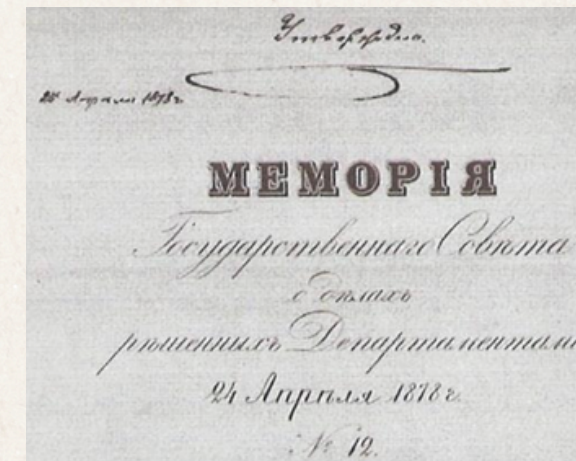 Утверждено.
25 Апреля 1878 г.
МЕМОРІЯ
Государственнаго Совѣта
о дѣлахъ
рѣшенныхъ Департаментами
24 Апрѣля 1878 г.
№ 12.